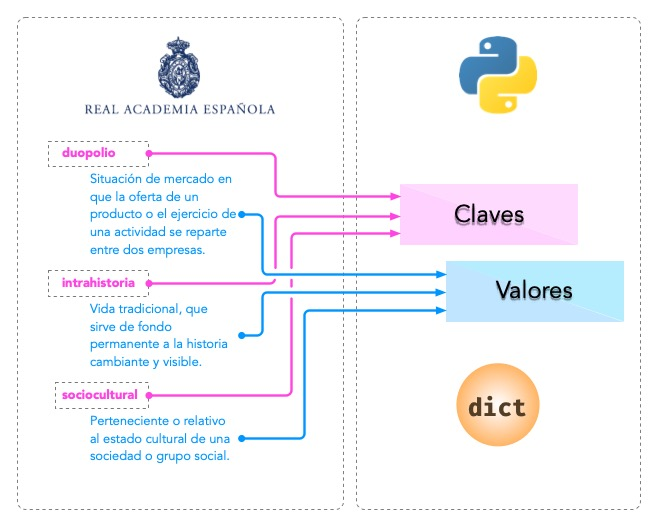 REAL ACADEMIA ESPAÑOLA
duopolio
Situación de mercado en
que la oferta de un
producto o el ejercicio de
una actividad se reparte
entre dos empresas.
intrahistoria
Vida tradicional, que
sirve de fondo
permanente a la historia
cambiante y visible.
sociocultural
Perteneciente o relativo
al estado cultural de una
sociedad o grupo social.
Claves
Valores
dict